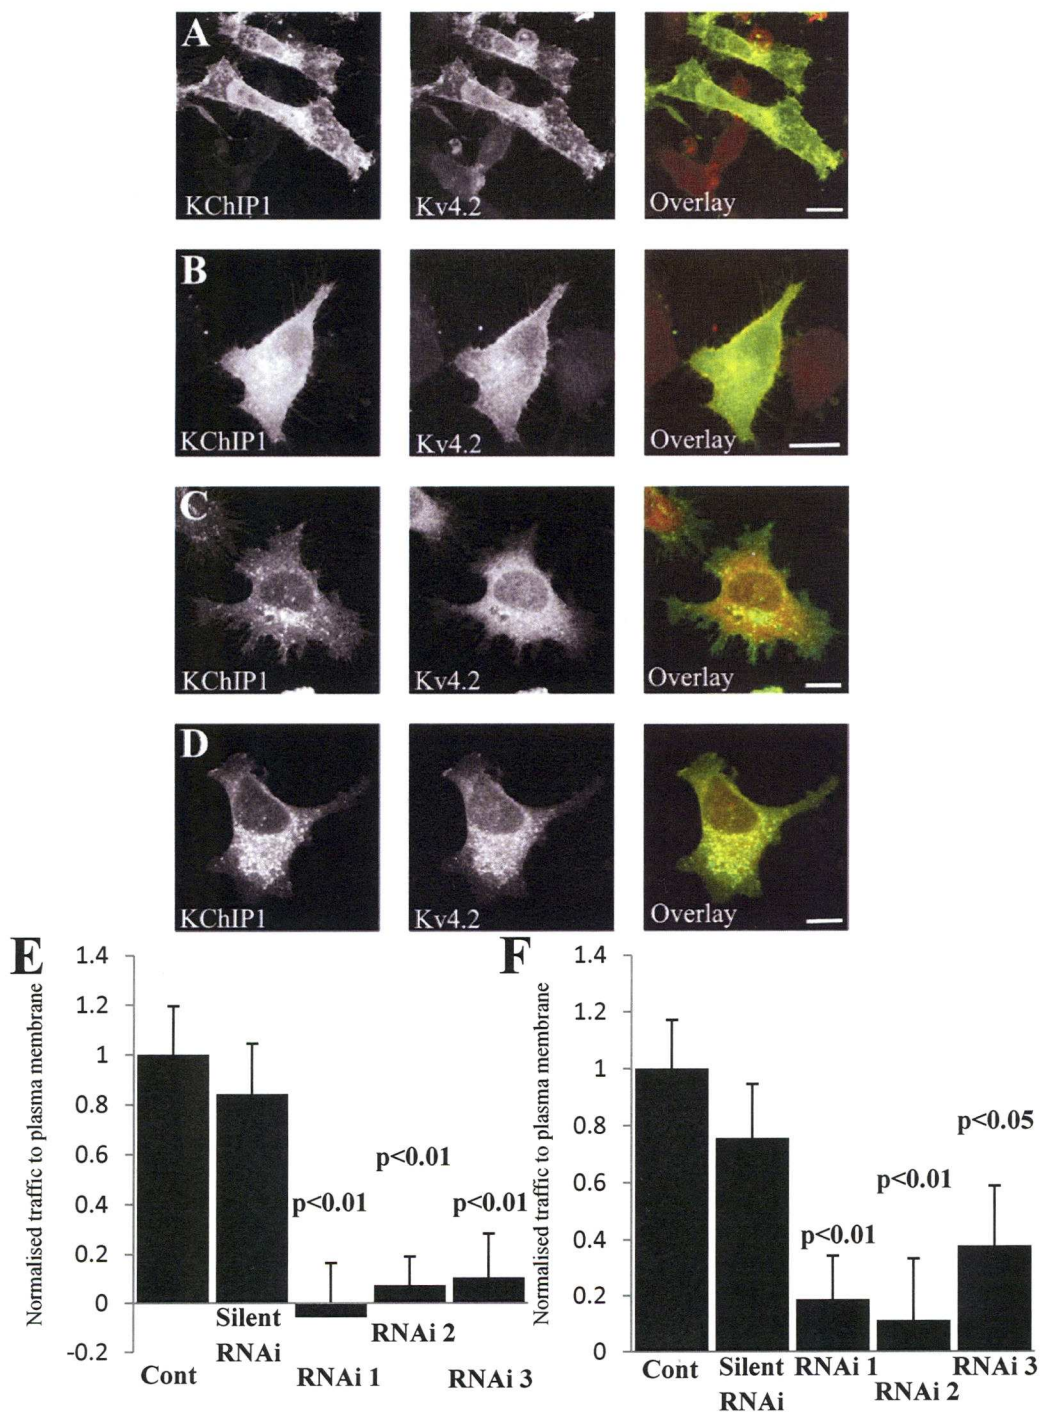 A
KChIP1
Kv4.2
Overlay
B
KChIP1
Kv4.2
Overlay
C
KChIP1
Kv4.2
Overlay
D
KChIP1
Kv4.2
Overlay
E
Normalised traffic to plasma membrane
1.4
1.2
1
0.8
0.6
0.4
0.2
0
-0.2
p<0.01
p<0.01
p<0.01
Cont
Silent
RNAi
RNAi 1
RNAi 2
RNAi 3
F
Normalised traffic to plasma membrane
1.4
1.2
1
0.8
0.6
0.4
0.2
0
p<0.01
p<0.01
p<0.05
Cont
Silent
RNAi
RNAi 1
RNAi 2
RNAi 3